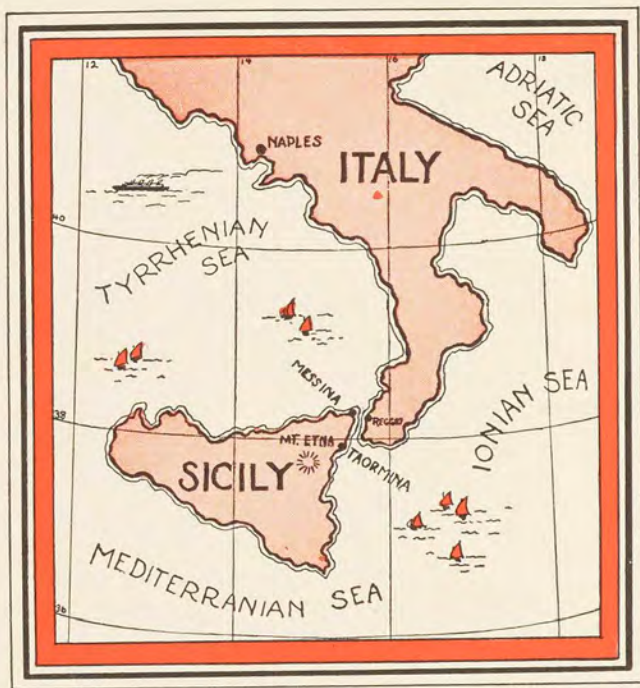 12
14
16
18
ADRIATIC
SEA
NAPLES
ITALY
40
TYRRHENIAN
SEA
MESSINA
IONIAN SEA
38
REGGIO
MT. ETNA
TAORMINA
SICILY
MEDITERRANIAN SEA
36